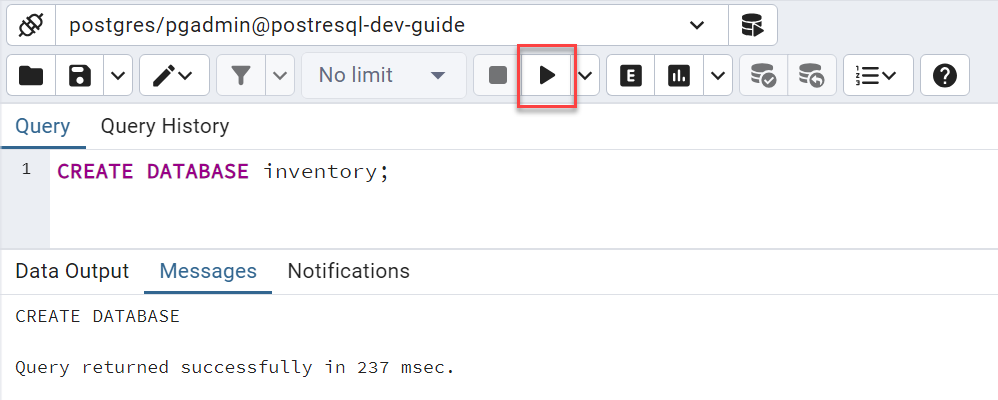 postgres/pgadmin@postresql-dev-guide
No limit
E
Query Query History
1 CREATE DATABASE inventory;
Data Output Messages Notifications
CREATE DATABASE
Query returned successfully in 237 msec.